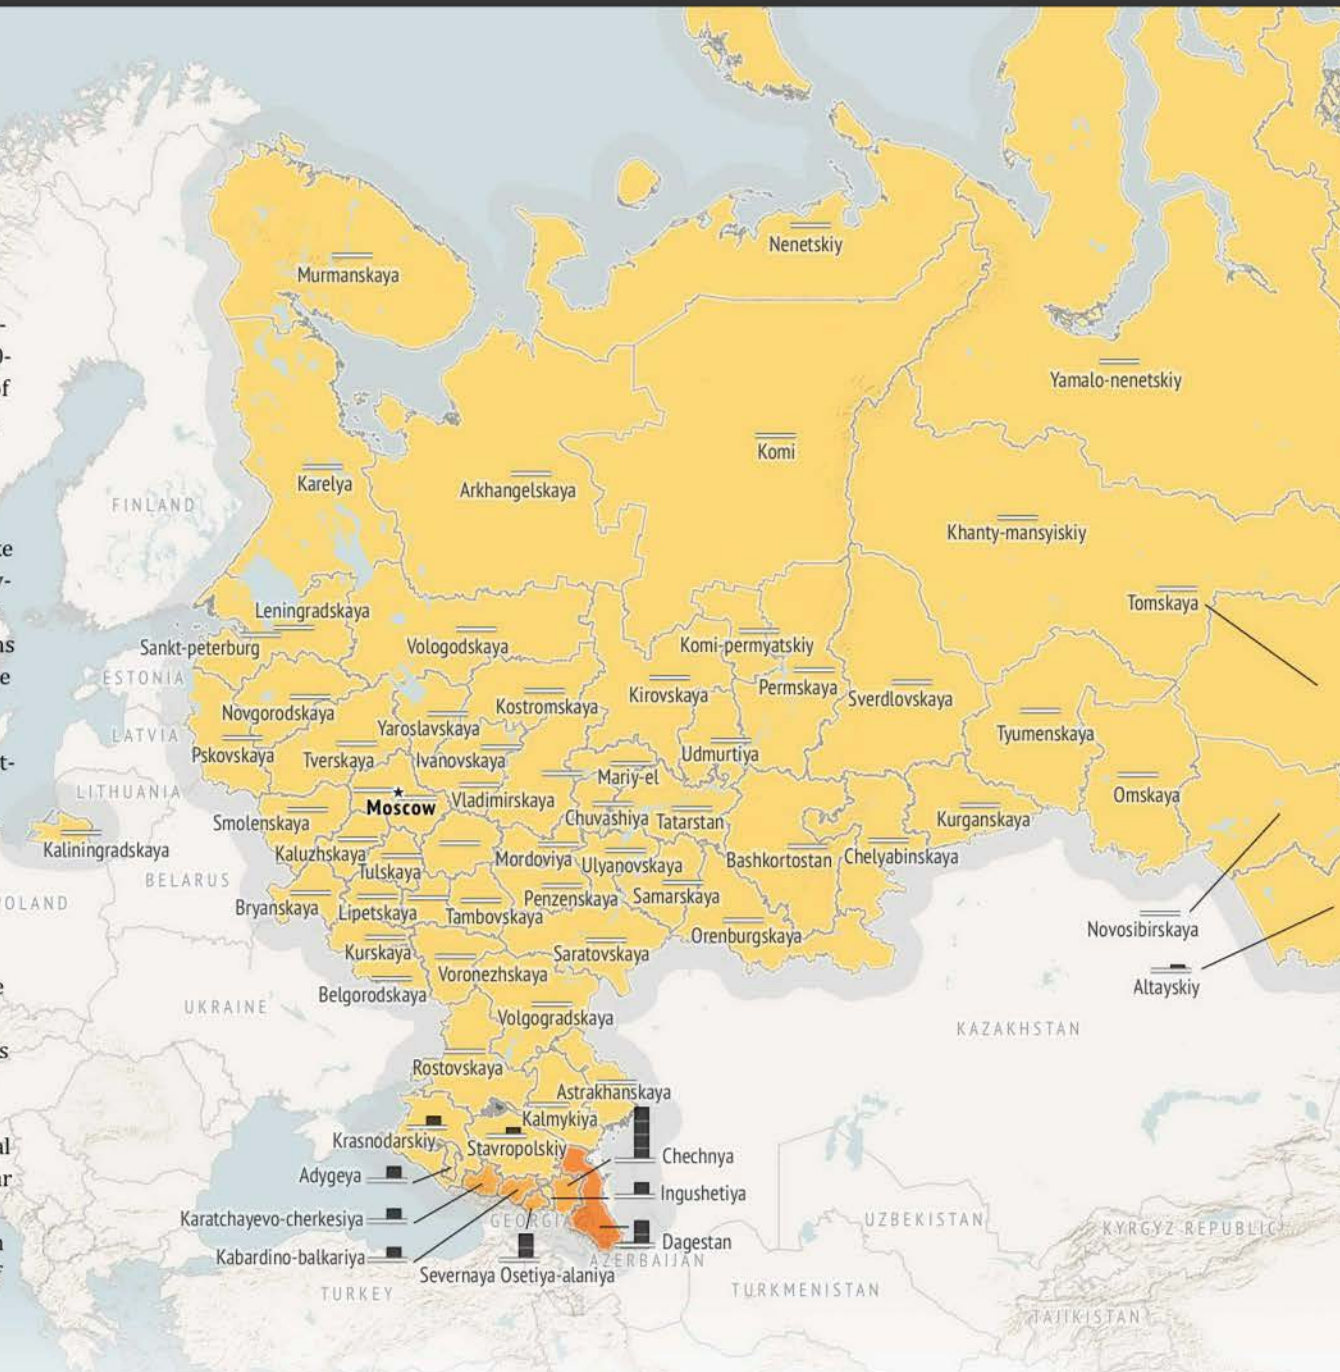 Nenetskiy
Murmanskaya
Yamalo-nenetskiy
Komi
Karelya
Arkhangelskaya
FINLAND
Khanty-mansyiskiy
Tomskaya
Leningradskaya
Sankt-peterburg
Vologodskaya
Komi-permyatskiy
ESTONIA
Kirovskaya
Permskaya
Sverdlovskaya
Kostromskaya
Novgorodskaya
Yaroslavskaya
LATVIA
Tyumenskaya
Pskovskaya
Tverskaya
Ivanovskaya
Udmurtiya
Mariy-el
LITHUANIA
Omskaya
Moscow
Vladimirskaya
Smolenskaya
Chuvashiya
Tatarstan
Kurganskaya
Kaliningradskaya
Kaluzhskaya
Tulskaya
Mordoviya
Ulyanovskaya
Bashkortostan
Chelyabinskaya
BELARUS
OLAND
Bryanskaya
Lipetskaya
Tambovskaya
Penzenskaya
Samarskaya
Novosibirskaya
Orenburgskaya
Kurskaya
Saratovskaya
Voronezhskaya
Belgorodskaya
Altayskiy
UKRAINE
Volgogradskaya
KAZAKHSTAN
Rostovskaya
Astrakhanskaya
Kalmykiya
Krasnodarskiy
Stavropolskiy
Chechnya
Adygeya
Ingushetiya
Karatchayevo-cherkesiya
GEORGIA
UZBEKISTAN
KYRGYZ REPUBLIC
Kabardino-balkariya
Dagestan
AZERBAIJAN
Severnaya Osetiya-alaniya
TURKEY
TURKMENISTAN
TAJIKISTAN